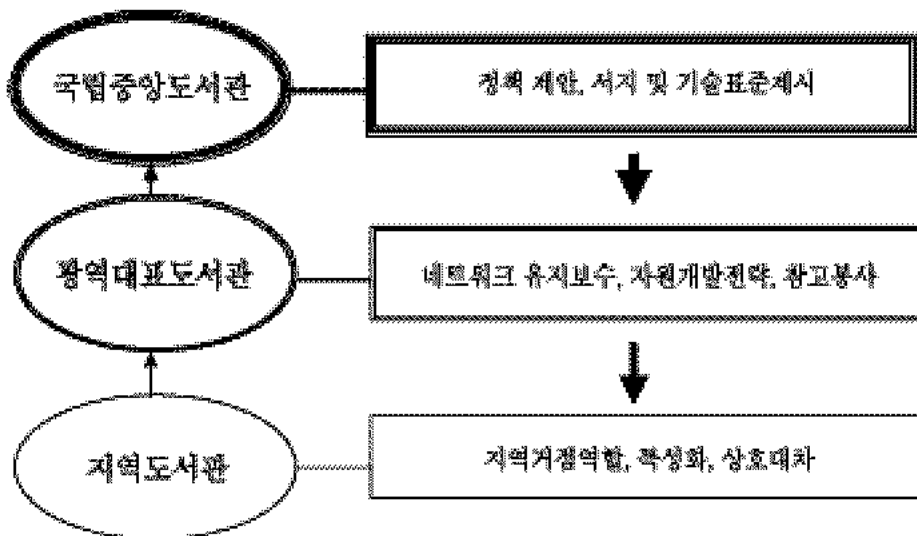 국립중앙도서관
정책 제안, 서지 및 기술표준제시
광역대표도서관
네트워크 유지보수, 자원개발전략, 참고봉사
지역도서관
지역거점역할, 특성화, 상호대차